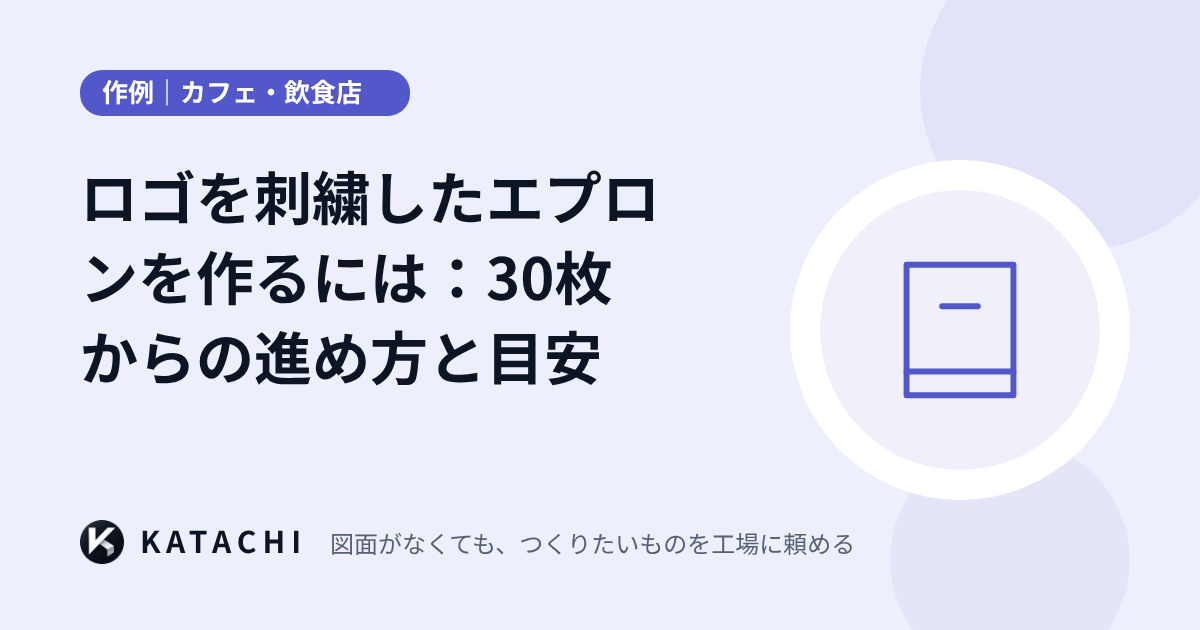 作例｜カフェ・飲食店
ロゴを刺繍したエプロ
ンを作るには：30枚
からの進め方と目安
KATACHI 図面がなくても、つくりたいものを工場に頼める